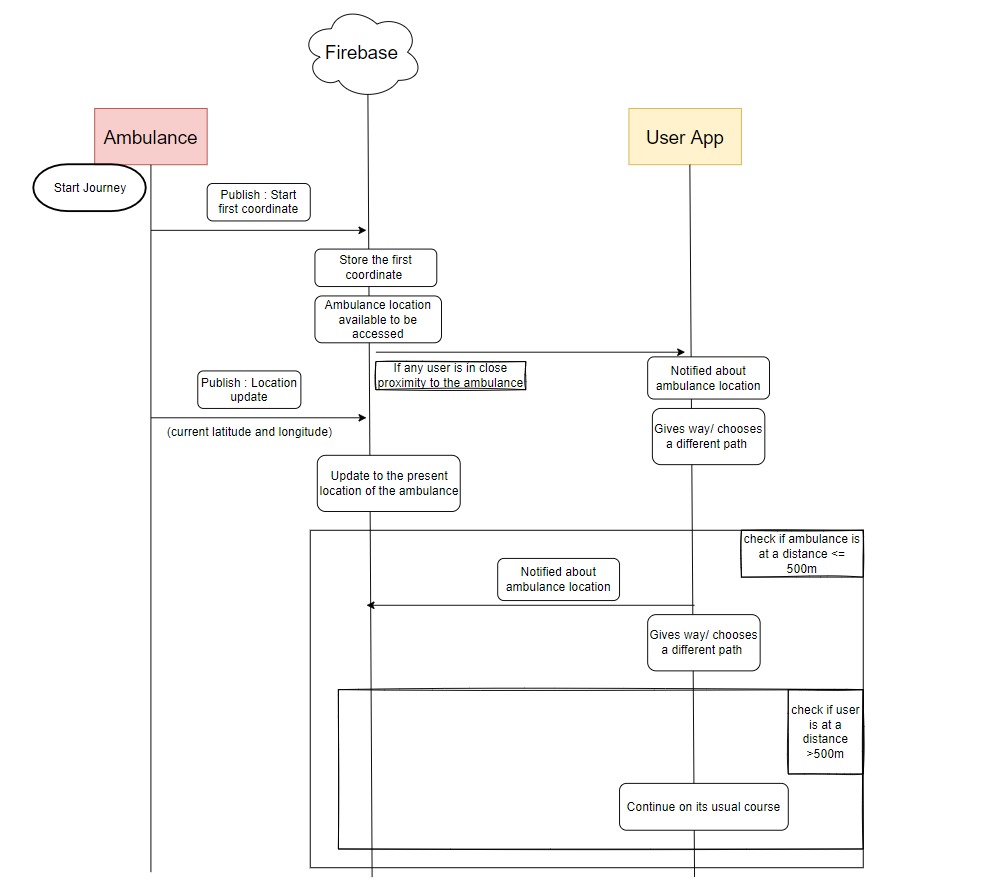 Firebase
Ambulance
User App
Start Journey
Publish : Start
first coordinate
Store the first
coordinate
Ambulance location
available to be
accessed
If any user is in close
proximity to the ambulance
Notified about
ambulance location
Publish : Location
update
(current latitude and longitude)
Gives way/ chooses
a different path
Update to the present
location of the ambulance
check if ambulance is
at a distance <=
500m
Notified about
ambulance location
Gives way/ chooses
a different path
check if user
is at a
distance
>500m
Continue on its usual course